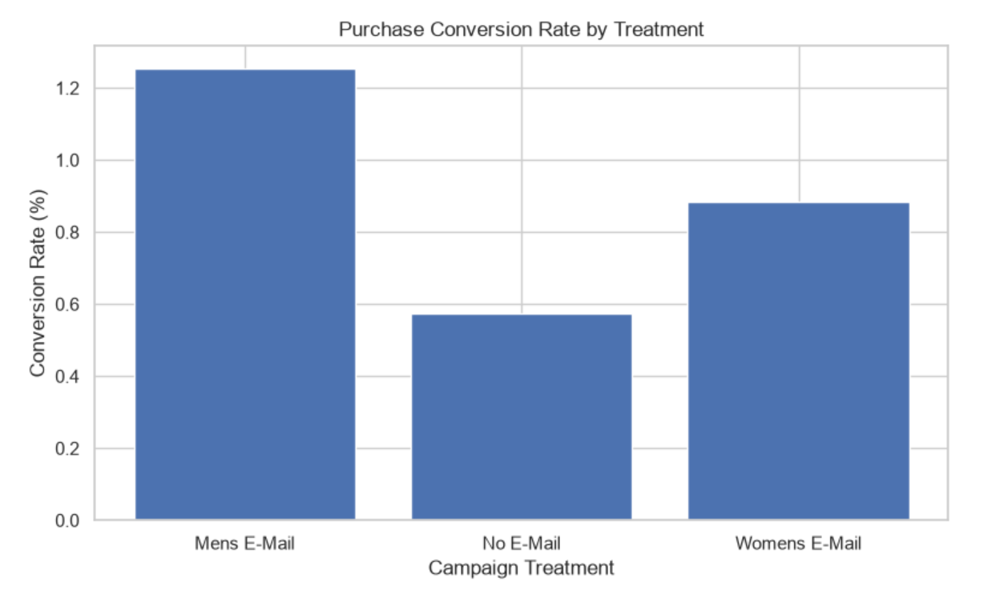 Purchase Conversion Rate by Treatment
Conversion Rate (%)
1.2
1.0
0.8
0.6
0.4
0.2
0.0
Mens E-Mail No E-Mail Womens E-Mail
Campaign Treatment